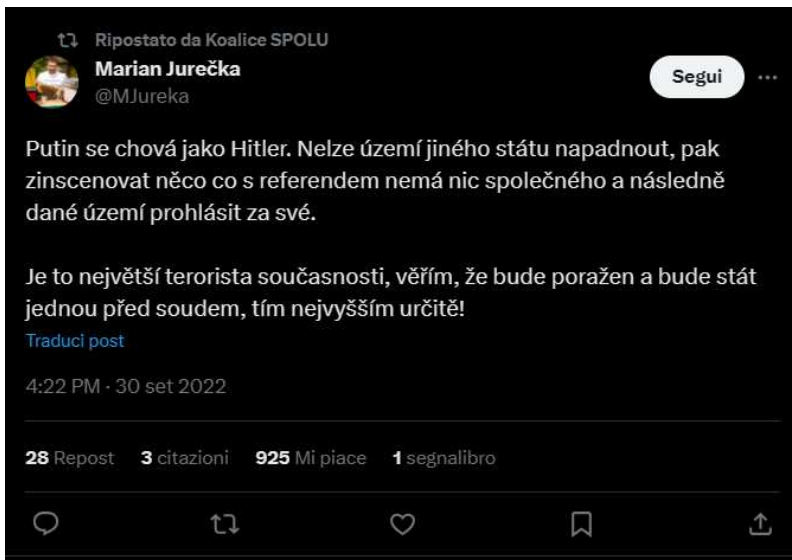 Ripostato da Koalice SPOLU
Marian Jurečka
@MJureka
Segui
Putin se chová jako Hitler. Nelze území jiného státu napadnout, pak
zinscenovat něco co s referendem nemá nic společného a následně
dané území prohlásit za své.
Je to největší terorista současnosti, věřím, že bude poražen a bude stát
jednou před soudem, tím nejvyšším určitě!
Traduci post
4:22 PM · 30 set 2022
28 Repost 3 citazioni 925 Mi piace 1 segnalibro